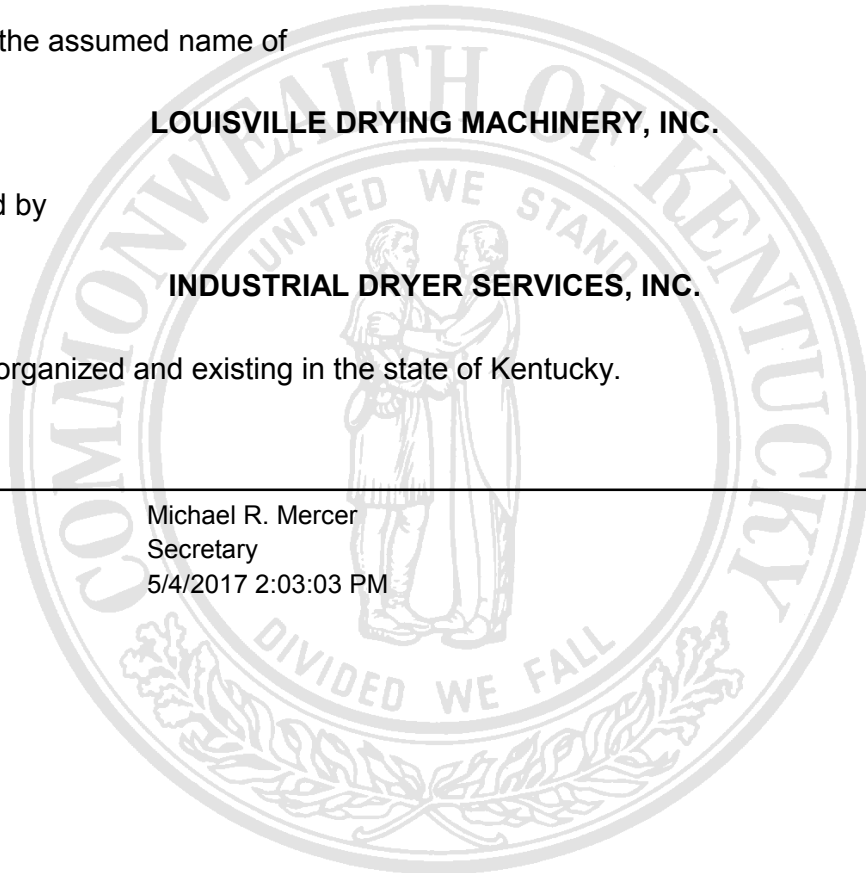 the assumed name of
LOUISVILLE DRYING MACHINERY, INC.
d by
INDUSTRIAL DRYER SERVICES, INC.
organized and existing in the state of Kentucky.
Michael R. Mercer
Secretary
5/4/2017 2:03:03 PM
COMMONWEALTH OF KENTUCKY
UNITED WE STAND
DIVIDED WE FALL